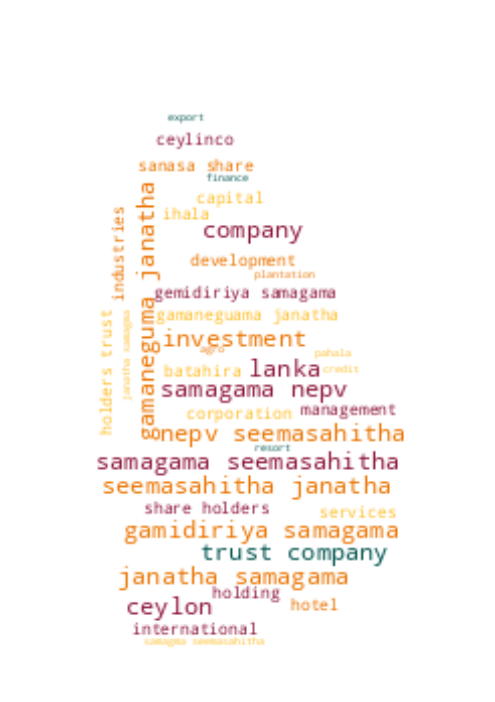 export
ceylinco
sanasa share
finance
capital
ihala
company
industries
gamaneguma janatha
development
plantation
gemidiriya samagama
gamaneguama janatha
holders trust
janatha samagma
investment
agro
pahala
batahira
lanka
credit
samagama nepv
corporation
management
nepv seemasahitha
resort
samagama seemasahitha
seemasahitha janatha
share holders
services
gamidiriya samagama
trust company
janatha samagama
holding
ceylon
hotel
international
samagma seemasahitha